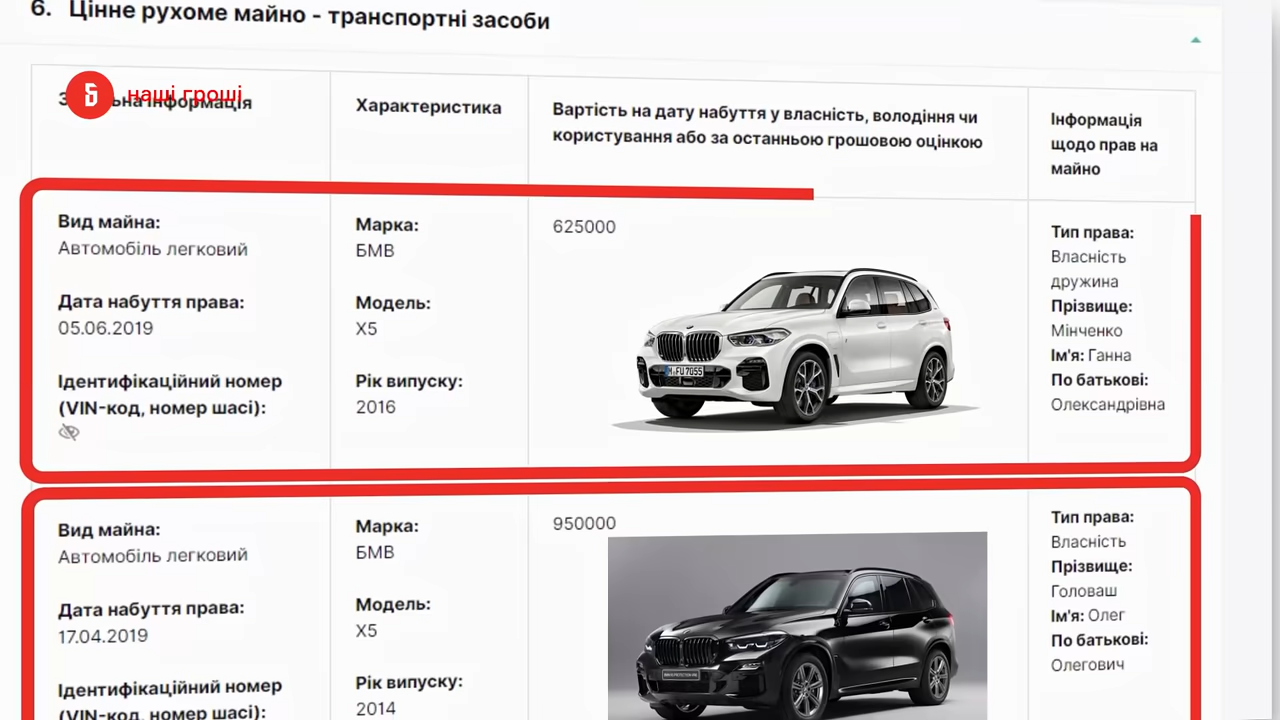 6. Цінне рухоме майно - транспортні засоби
Б наші гроші
інформація
Характеристика
Вартість на дату набуття у власність, володіння чи
користування або за останньою грошовою оцінкою
Інформація
щодо прав на
майно
Вид майна:
Автомобіль легковий
Дата набуття права:
05.06.2019
Ідентифікаційний номер
(VIN-код, номер шасі):
Марка:
БМВ
Модель:
X5
Рік випуску:
2016
625000
M·FU 7055
Тип права:
Власність
дружина
Прізвище:
Мінченко
Ім'я: Ганна
По батькові:
Олександрівна
Вид майна:
Автомобіль легковий
Дата набуття права:
17.04.2019
Ідентифікаційний номер
(VIN-код, номер шасі):
Марка:
БМВ
Модель:
X5
Рік випуску:
2014
950000
Тип права:
Власність
Прізвище:
Головаш
Ім'я: Олег
По батькові:
Олегович